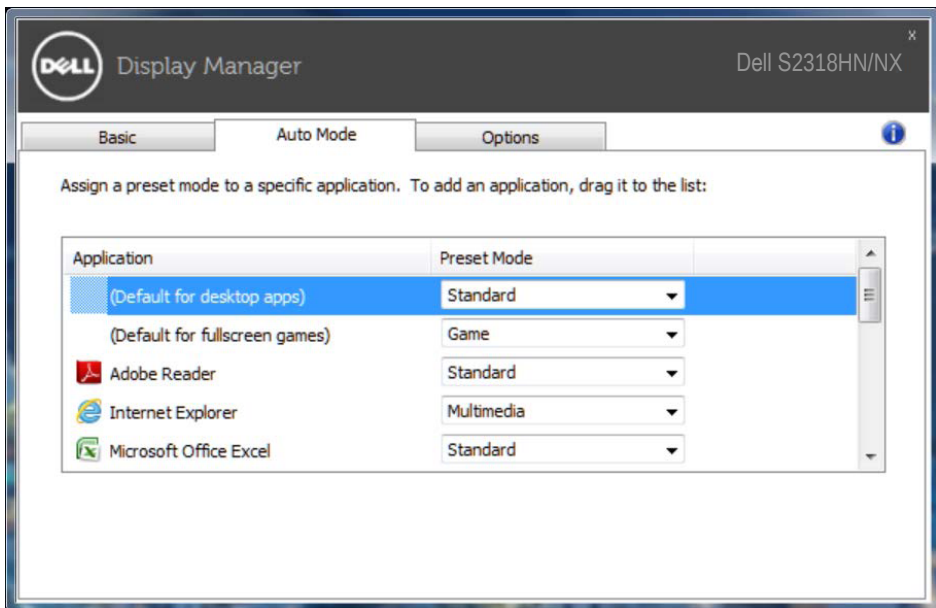 x
DELL Display Manager Dell S2318HN/NX
Basic Auto Mode Options i
Assign a preset mode to a specific application. To add an application, drag it to the list:
Application Preset Mode
(Default for desktop apps) Standard
(Default for fullscreen games) Game
Adobe Reader Standard
Internet Explorer Multimedia
Microsoft Office Excel Standard